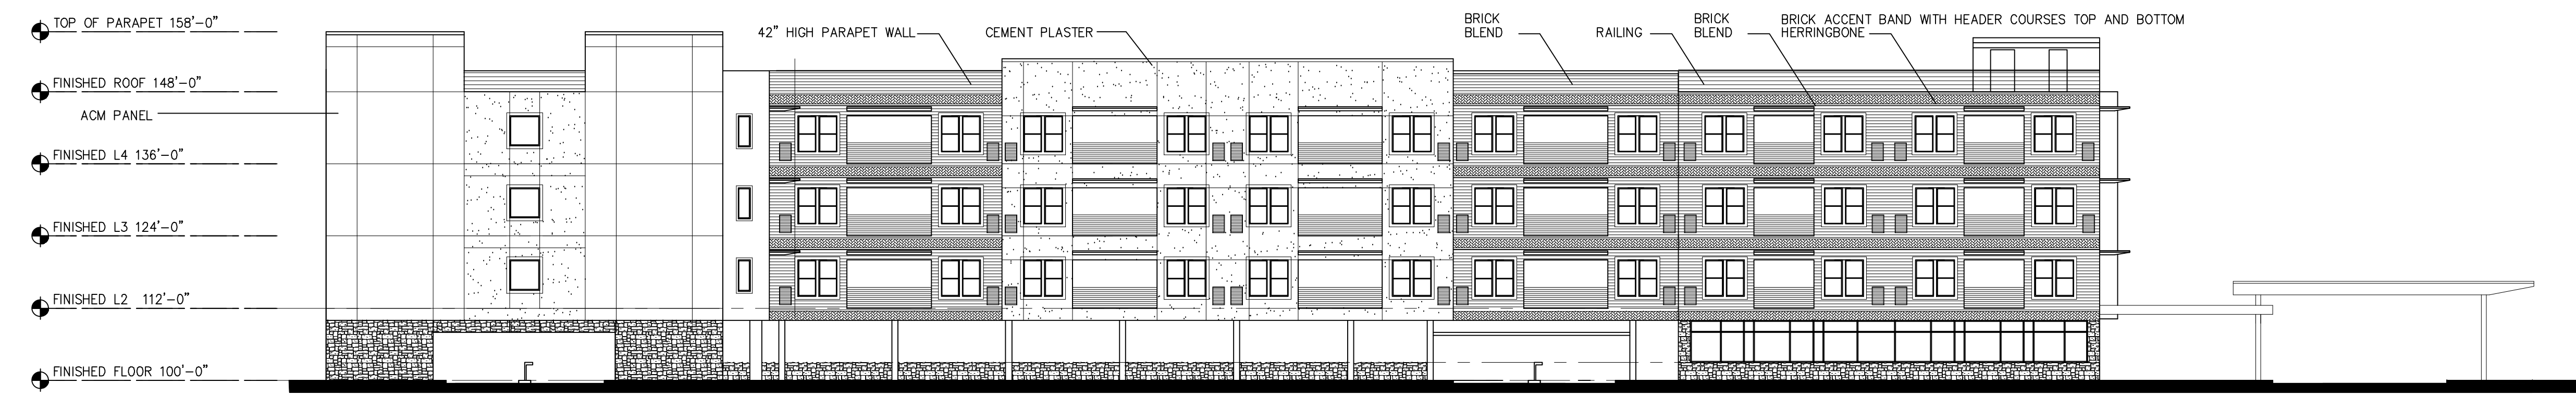 TOP OF PARAPET 158'-0"
FINISHED ROOF 148'-0"
ACM PANEL
FINISHED L4 136'-0"
FINISHED L3 124'-0"
FINISHED L2  112'-0"
FINISHED FLOOR 100'-0"
42" HIGH PARAPET WALL
CEMENT PLASTER
BRICK
BLEND
RAILING
BRICK
BLEND
BRICK ACCENT BAND WITH HEADER COURSES TOP AND BOTTOM
HERRINGBONE